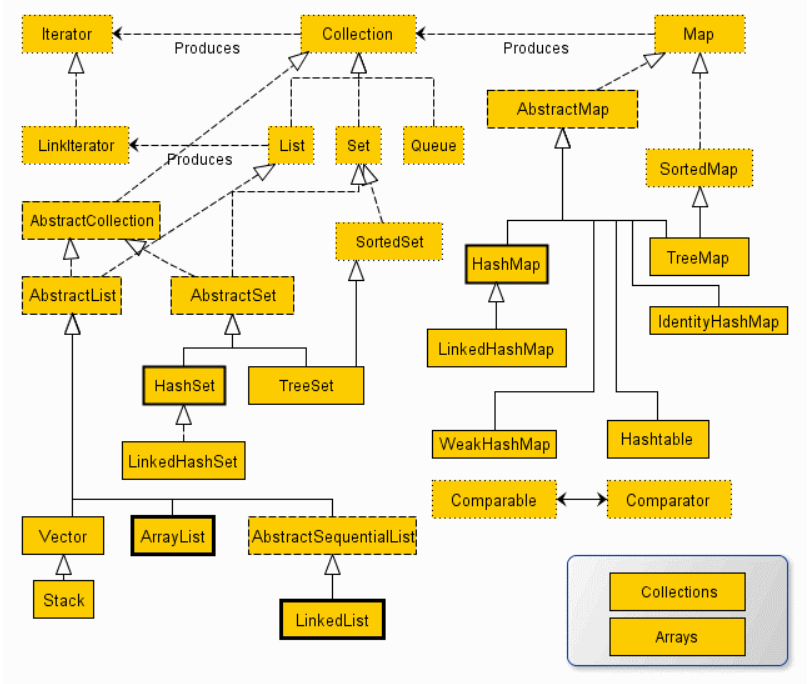 Iterator
Produces
Collection
Produces
Map
AbstractMap
LinkIterator
Produces
List
Set
Queue
SortedMap
AbstractCollection
SortedSet
HashMap
TreeMap
AbstractList
AbstractSet
IdentityHashMap
LinkedHashMap
HashSet
TreeSet
WeakHashMap
Hashtable
LinkedHashSet
Comparable
Comparator
Vector
ArrayList
AbstractSequentialList
Stack
LinkedList
Collections
Arrays